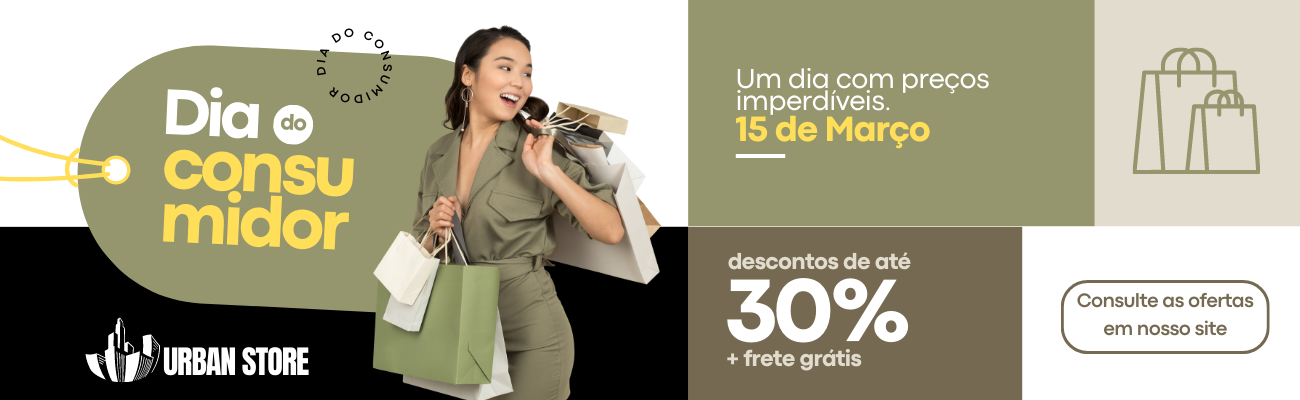 DIA DO CONSUMIDOR
Dia do
consu
midor
URBAN STORE
Um dia com preços
imperdíveis.
15 de Março
descontos de até
30%
+ frete grátis
Consulte as ofertas
em nosso site